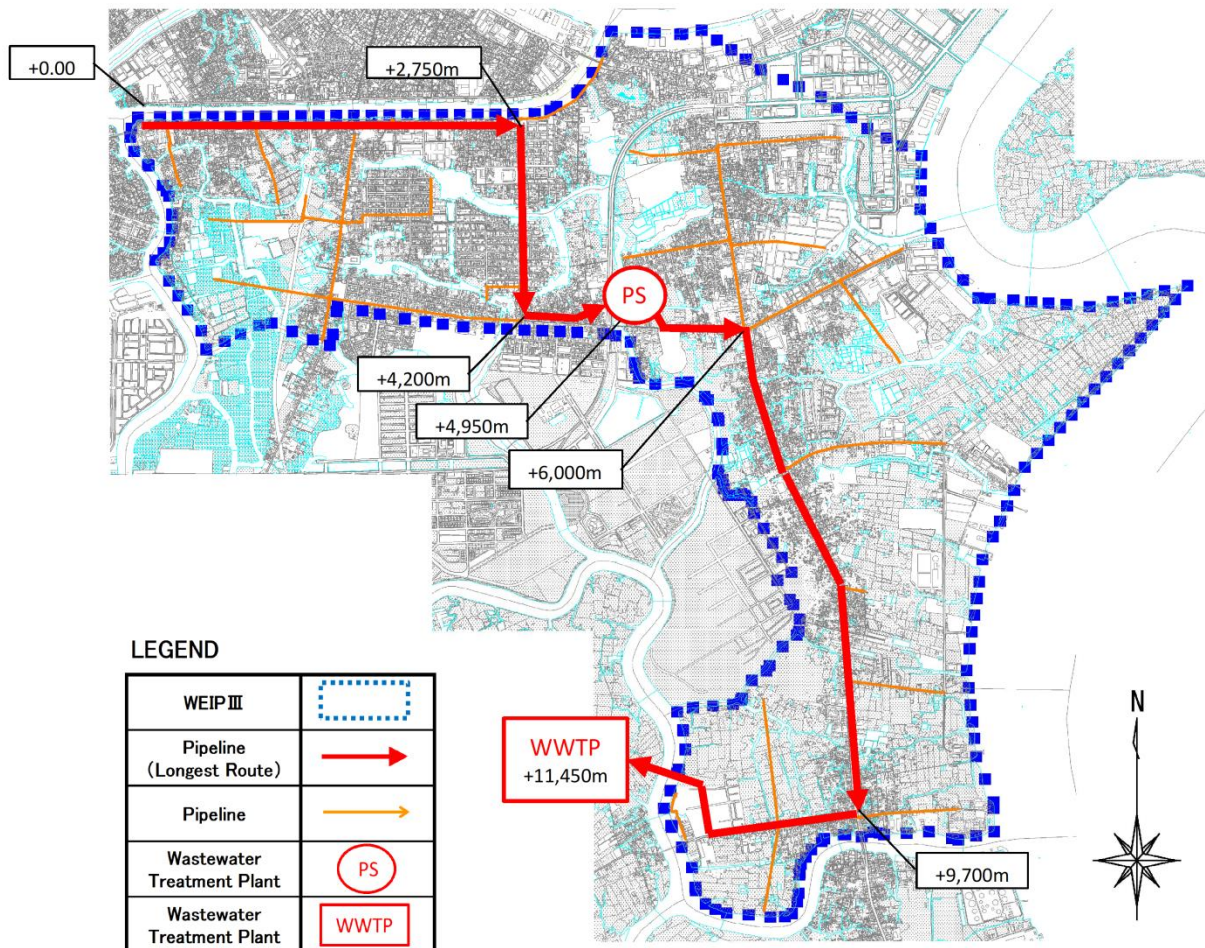 +0.00
+2,750m
PS
+4,200m
+4,950m
+6,000m
LEGEND
WEIPⅢ
Pipeline
(Longest Route)
Pipeline
Wastewater
Treatment Plant
PS
Wastewater
Treatment Plant
WWTP
WWTP
+11,450m
+9,700m
N